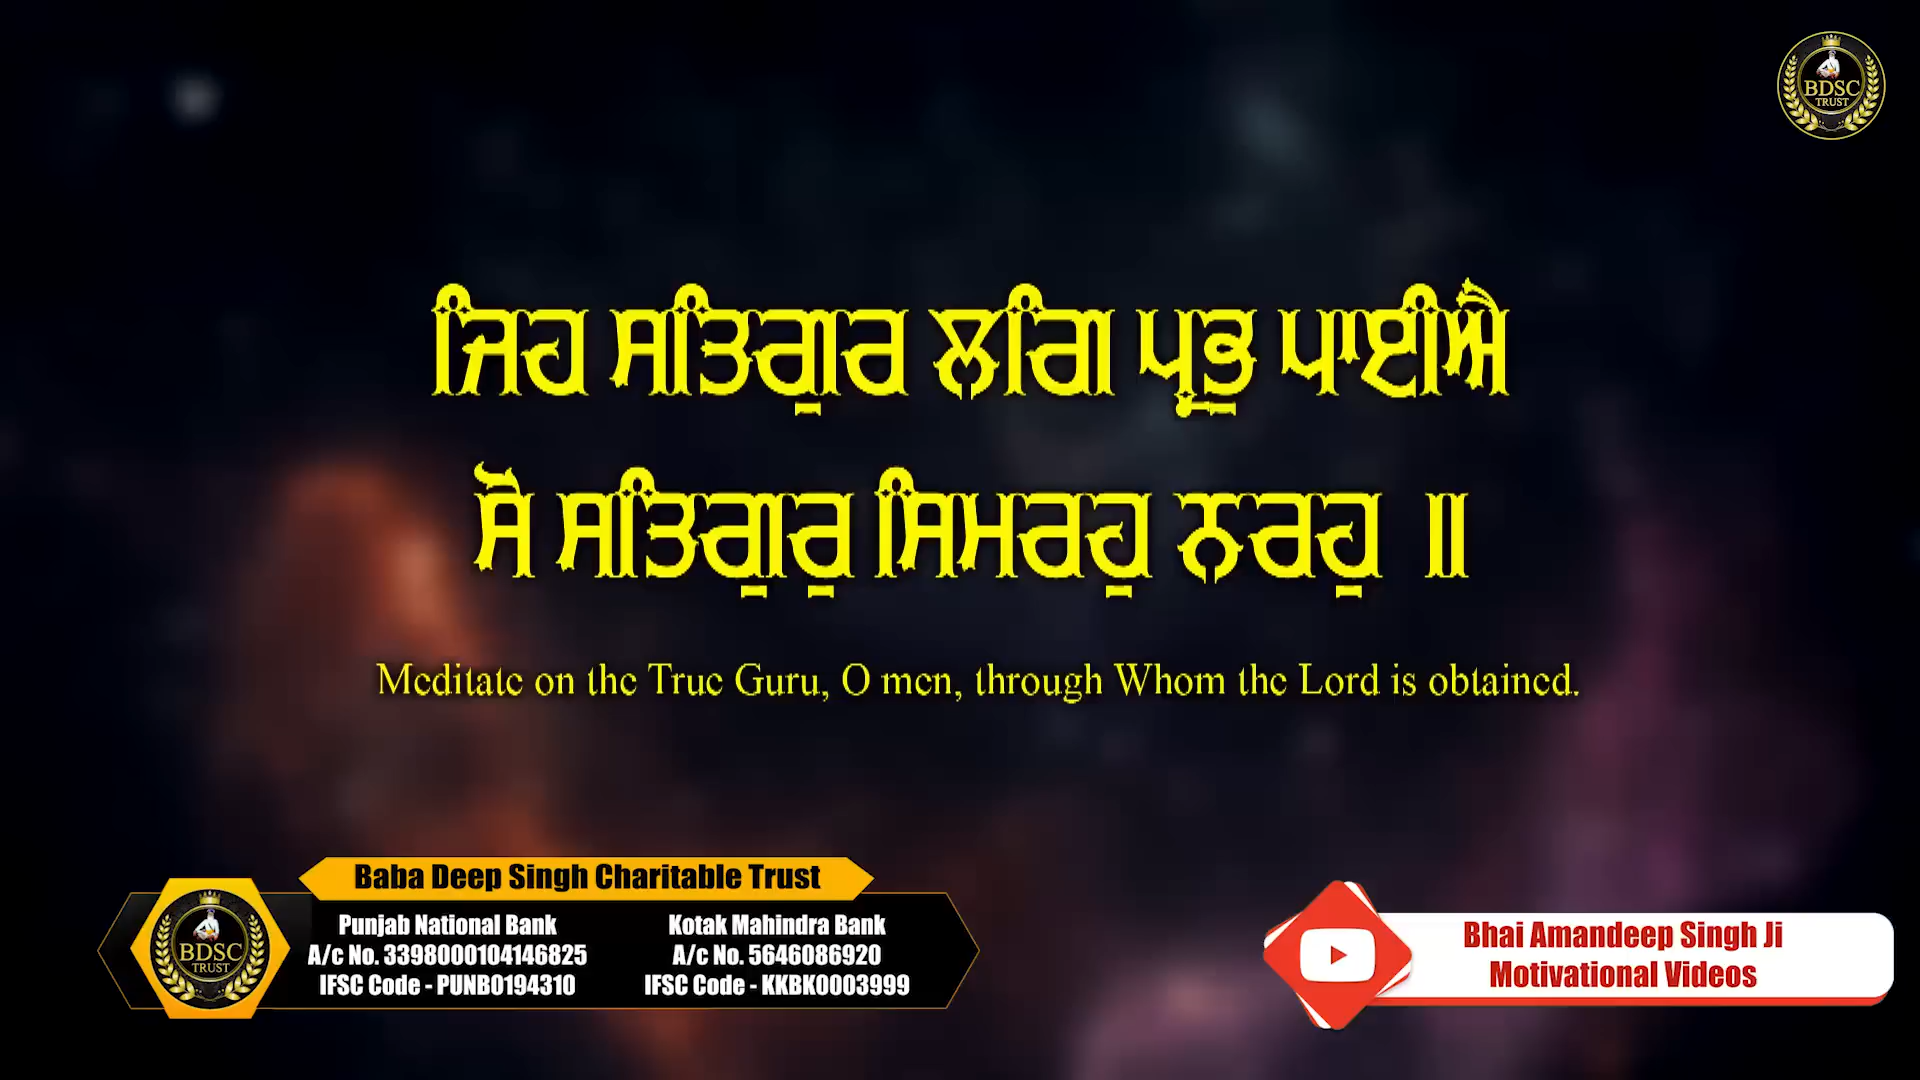 BDSC
TRUST
ਜਿਹ ਸਤਿਗੁਰ ਲਗਿ ਪ੍ਰਭੁ ਪਾਈਐ
ਸੋ ਸਤਿਗੁਰੁ ਸਿਮਰਹੁ ਨਰਹੁ ॥
Meditate on the True Guru, O men, through Whom the Lord is obtained.
Baba Deep Singh Charitable Trust
Punjab National Bank
A/c No. 3398000104146825
IFSC Code - PUNB0194310
Kotak Mahindra Bank
A/c No. 5646086920
IFSC Code - KKBK0003999
BDSC
TRUST
Bhai Amandeep Singh Ji
Motivational Videos